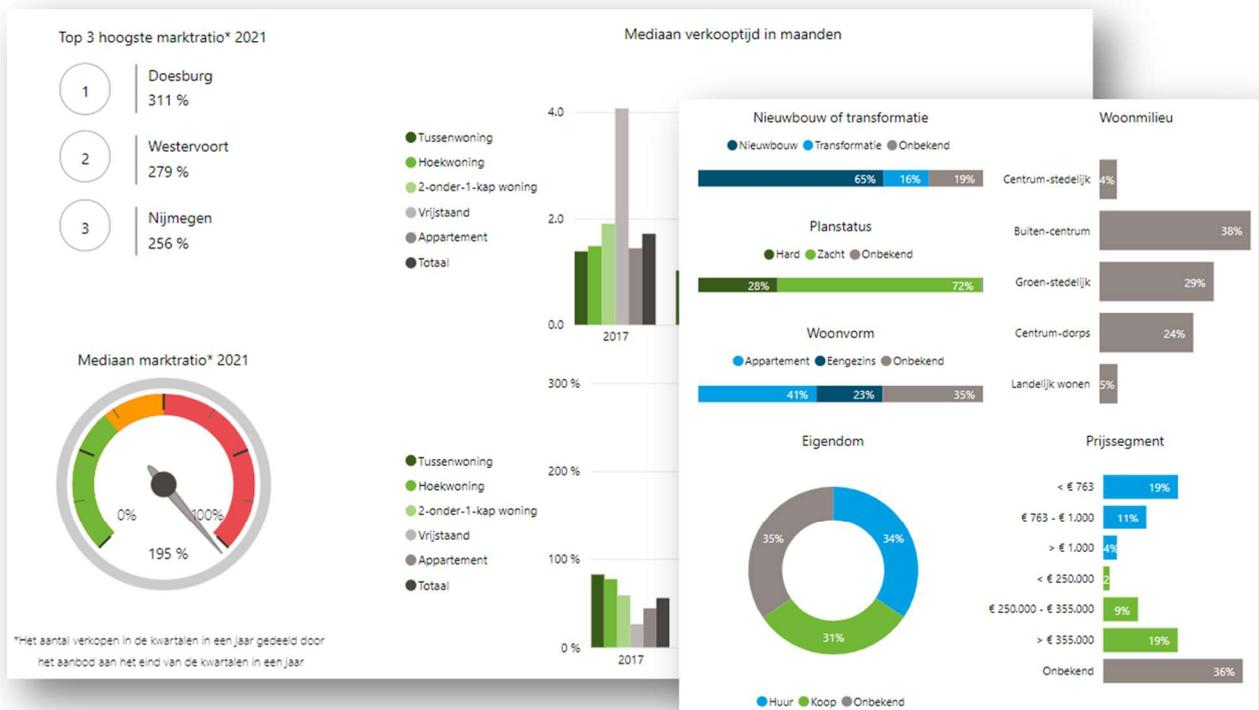 Top 3 hoogste marktratio* 2021
1
Doesburg
311 %
2
Westervoort
279 %
3
Nijmegen
256 %
Mediaan marktratio* 2021
0%
100%
195 %
*Het aantal verkopen in de kwartalen in een jaar gedeeld door
het aanbod aan het eind van de kwartalen in een jaar
Mediaan verkooptijd in maanden
Tussenwoning
Hoekwoning
2-onder-1-kap woning
Vrijstaand
Appartement
Totaal
4.0
2.0
0.0
2017
Tussenwoning
Hoekwoning
2-onder-1-kap woning
Vrijstaand
Appartement
Totaal
300 %
200 %
100 %
0 %
2017
Nieuwbouw of transformatie
Nieuwbouw Transformatie Onbekend
65% 16% 19%
Planstatus
Hard Zacht Onbekend
28% 72%
Woonvorm
Appartement Eengezins Onbekend
41% 23% 35%
Eigendom
35%
34%
31%
Huur Koop Onbekend
Woonmilieu
Centrum-stedelijk 4%
Buiten-centrum 38%
Groen-stedelijk 29%
Centrum-dorps 24%
Landelijk wonen 5%
Prijssegment
< € 763 19%
€ 763 - € 1.000 11%
> € 1.000 4%
< € 250.000 2
€ 250.000 - € 355.000 9%
> € 355.000 19%
Onbekend 36%